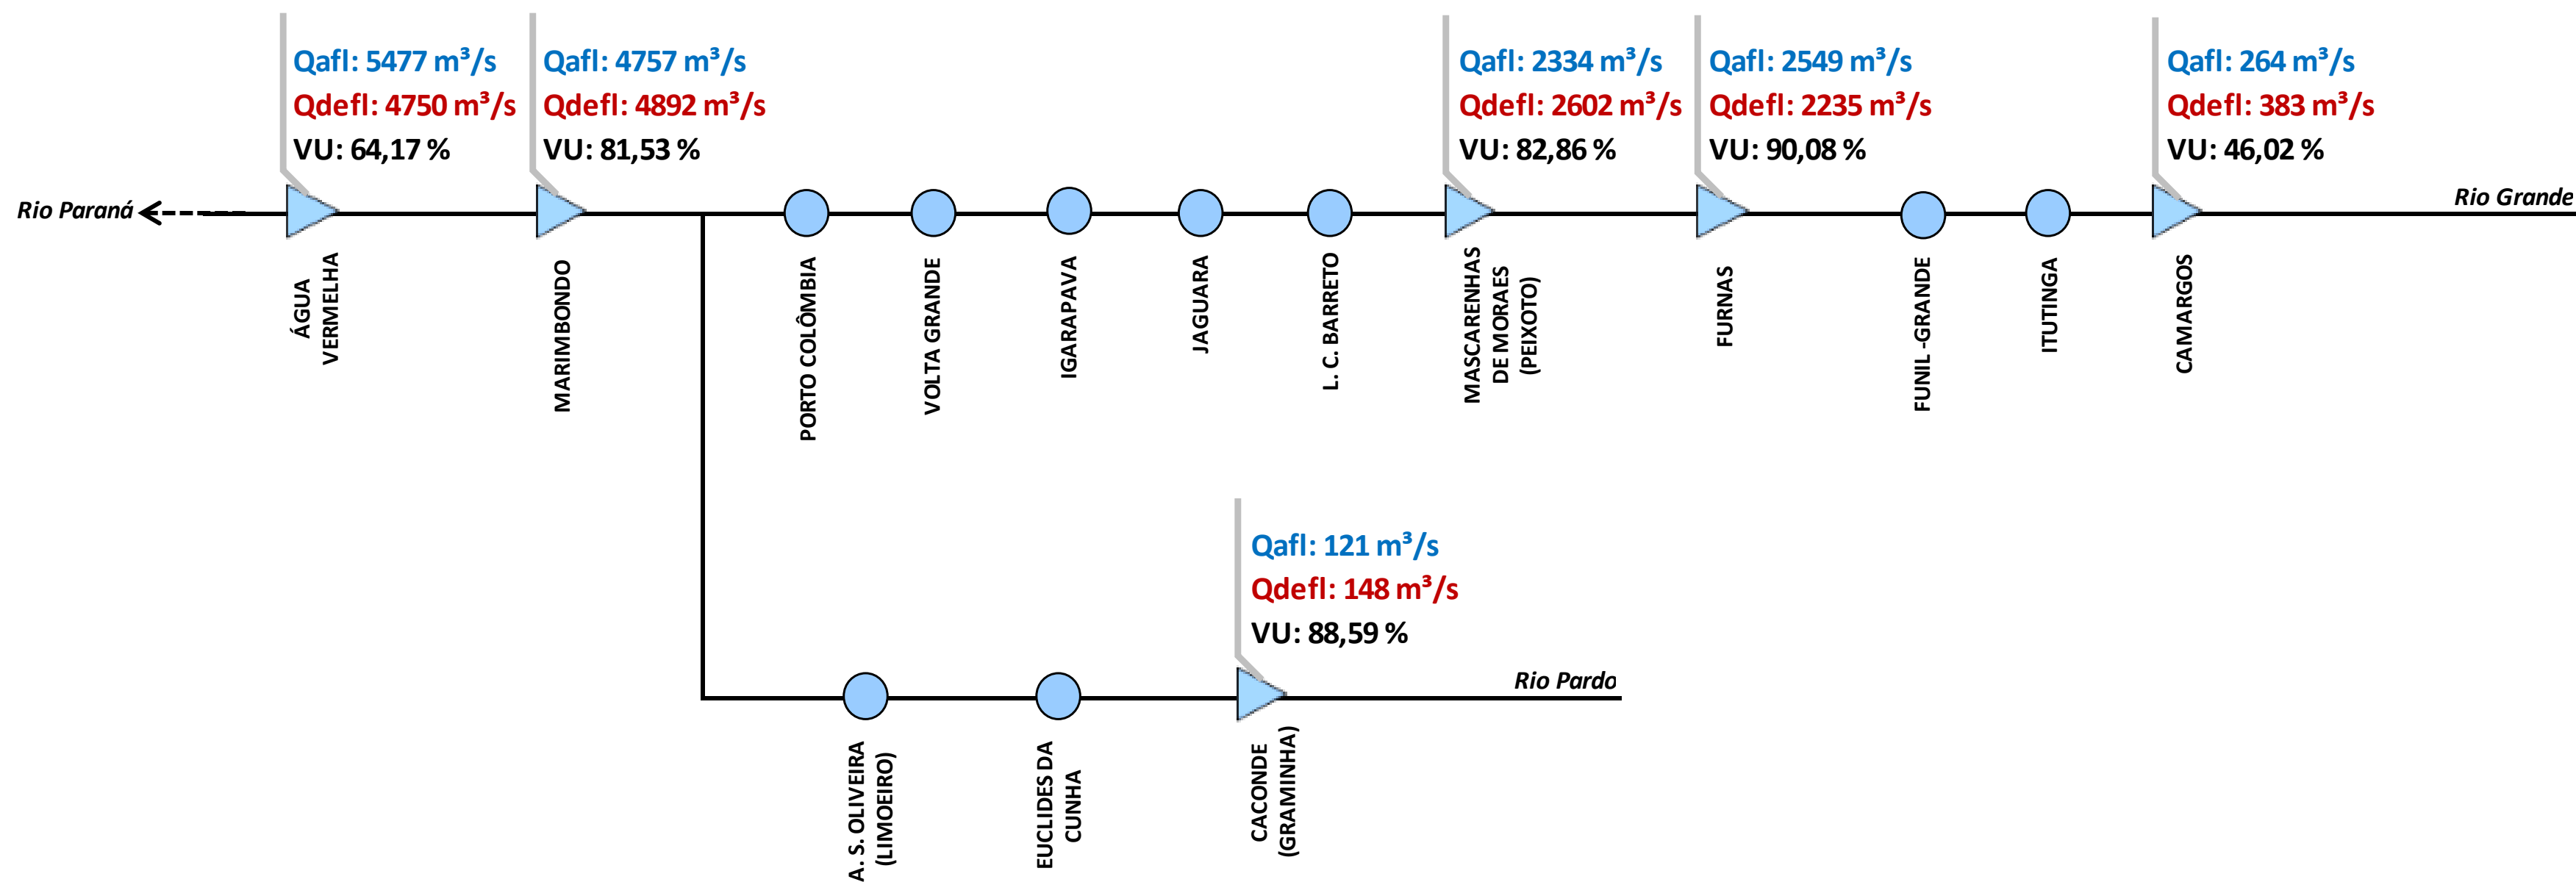 Qafl: 5477 m³/s
Qdefl: 4750 m³/s
VU: 64,17 %
Qafl: 4757 m³/s
Qdefl: 4892 m³/s
VU: 81,53 %
Qafl: 2334 m³/s
Qdefl: 2602 m³/s
VU: 82,86 %
Qafl: 2549 m³/s
Qdefl: 2235 m³/s
VU: 90,08 %
Qafl: 264 m³/s
Qdefl: 383 m³/s
VU: 46,02 %
Rio Paraná
Rio Grande
ÁGUA
VERMELHA
MARIMBONDO
PORTO COLÔMBIA
VOLTA GRANDE
IGARAPAVA
JAGUARA
L. C. BARRETO
MASCARENHAS
DE MORAES
(PEIXOTO)
FURNAS
FUNIL -GRANDE
ITUTINGA
CAMARGOS
Qafl: 121 m³/s
Qdefl: 148 m³/s
VU: 88,59 %
Rio Pardo
A. S. OLIVEIRA
(LIMOEIRO)
EUCLIDES DA
CUNHA
CACONDE
(GRAMINHA)